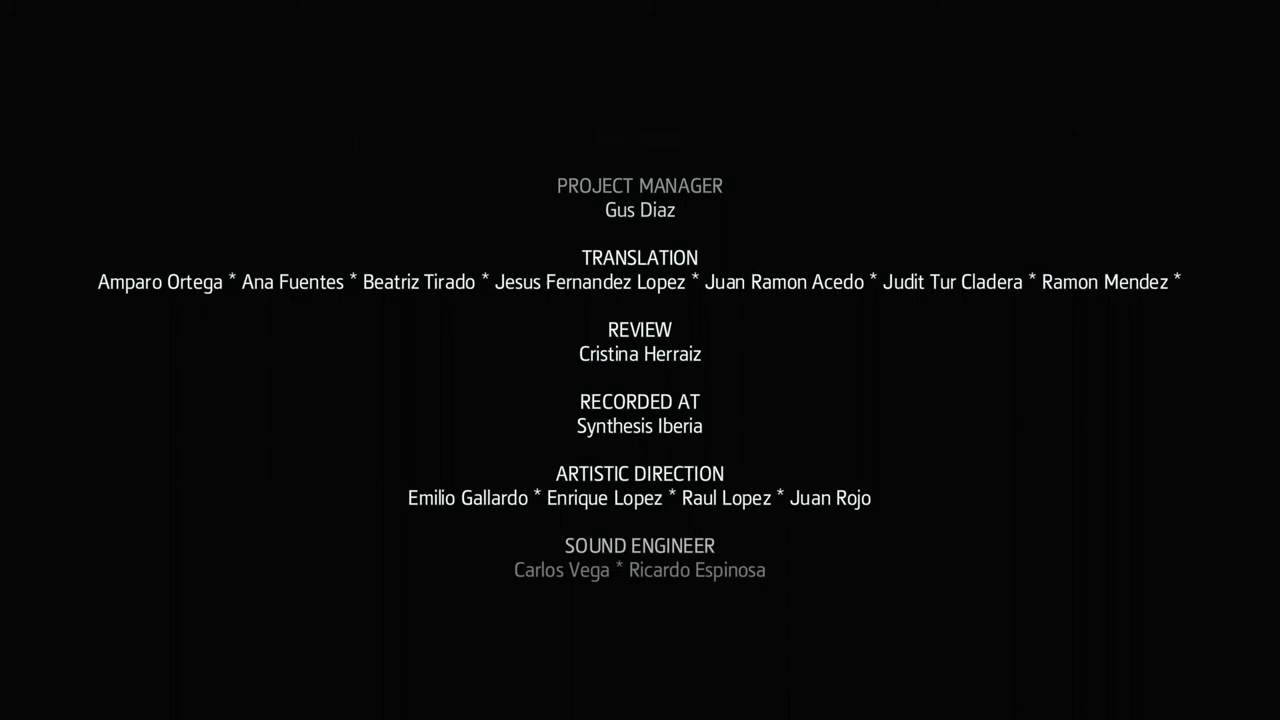 PROJECT MANAGER
Gus Diaz
TRANSLATION
Amparo Ortega * Ana Fuentes * Beatriz Tirado * Jesus Fernandez Lopez * Juan Ramon Acedo * Judit Tur Cladera * Ramon Mendez *
REVIEW
Cristina Herraiz
RECORDED AT
Synthesis Iberia
ARTISTIC DIRECTION
Emilio Gallardo * Enrique Lopez * Raul Lopez * Juan Rojo
SOUND ENGINEER
Carlos Vega * Ricardo Espinosa